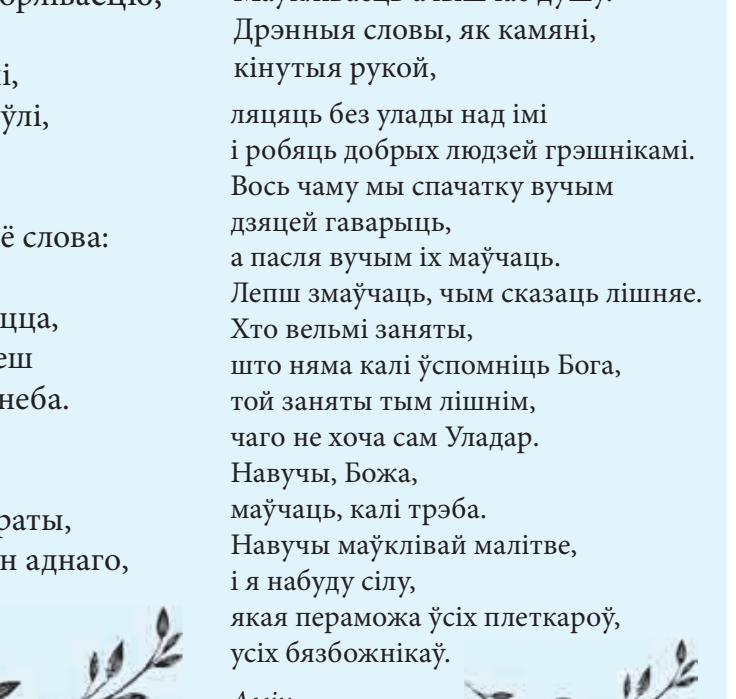 і,
ўлі,
ё слова:
цца,
еш
неба.
раты,
н аднаго,
Дрэнныя словы, як камяні,
кінутыя рукой,
ляцяць без улады над імі
і робяць добрых людзей грэшнікамі.
Вось чаму мы спачатку вучым
дзяцей гаварыць,
а пасля вучым іх маўчаць.
Лепш змаўчаць, чым сказаць лішняе.
Хто вельмі заняты,
што няма калі ўспомніць Бога,
той заняты тым лішнім,
чаго не хоча сам Уладар.
Навучы, Божа,
маўчаць, калі трэба.
Навучы маўклівай малітве,
і я набуду сілу,
якая пераможа ўсіх плеткароў,
усіх бязбожнікаў.